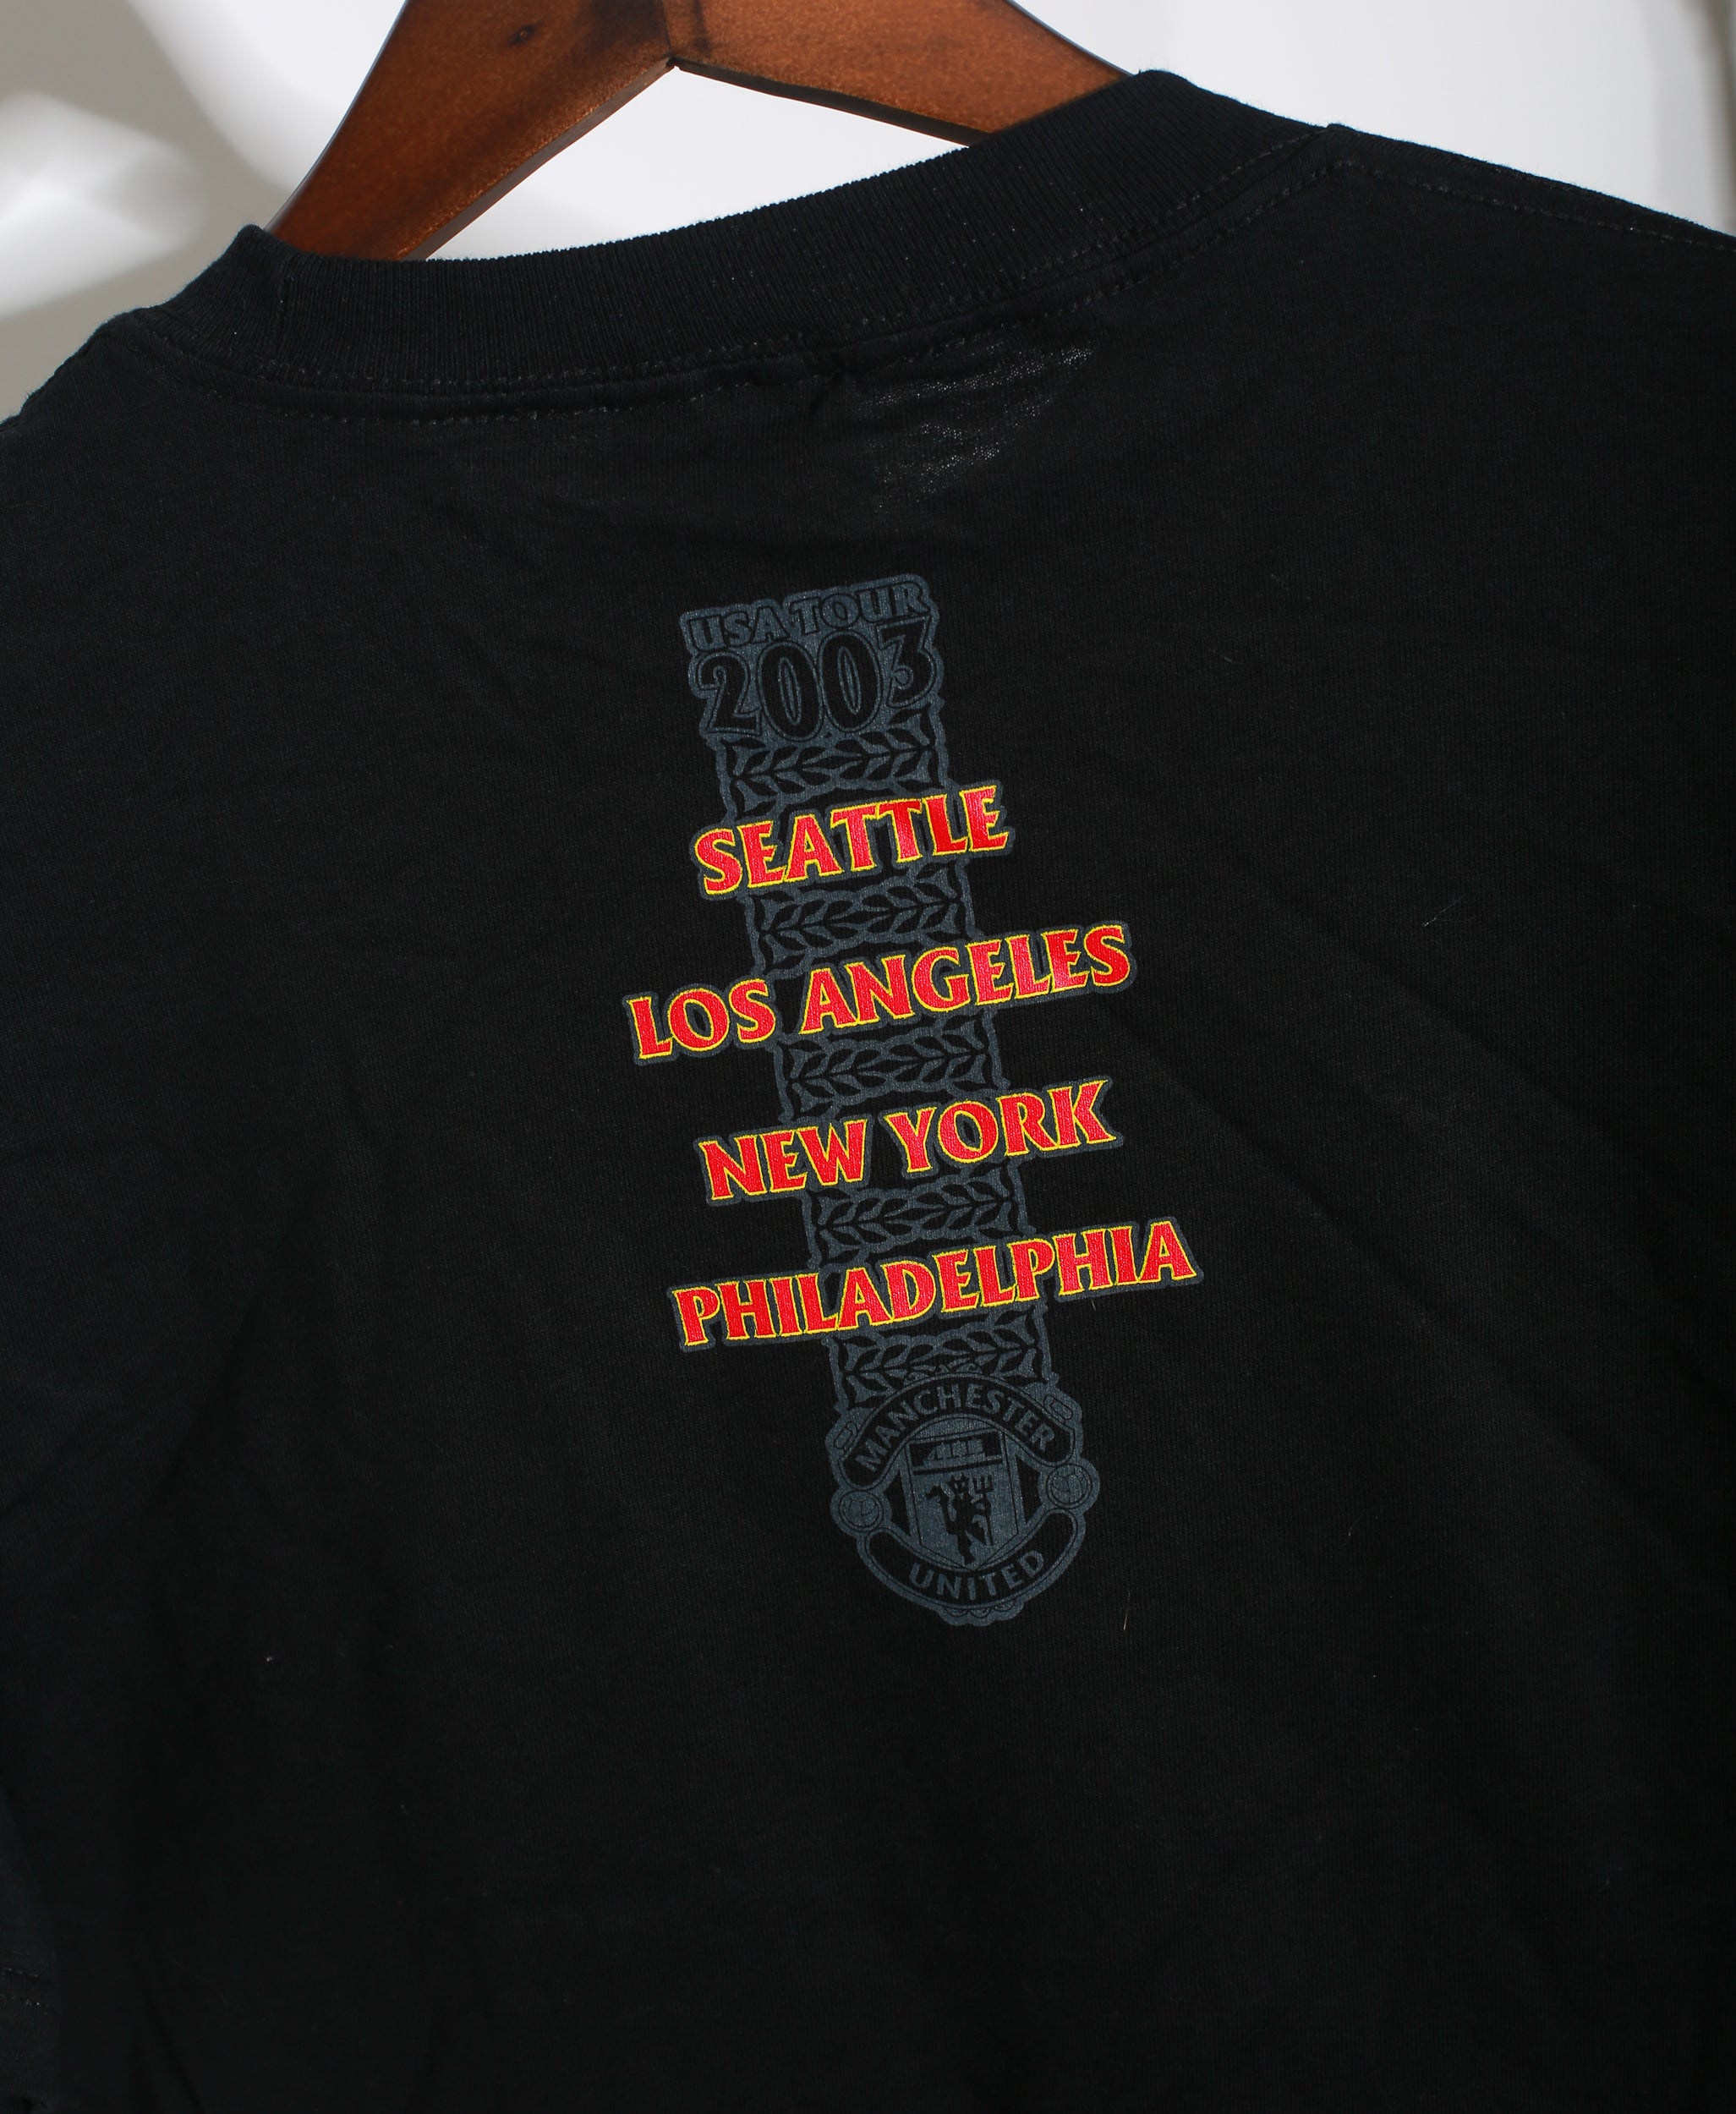 USA TOUR
2003
SEATTLE
LOS ANGELES
NEW YORK
PHILADELPHIA
MANCHESTER
UNITED